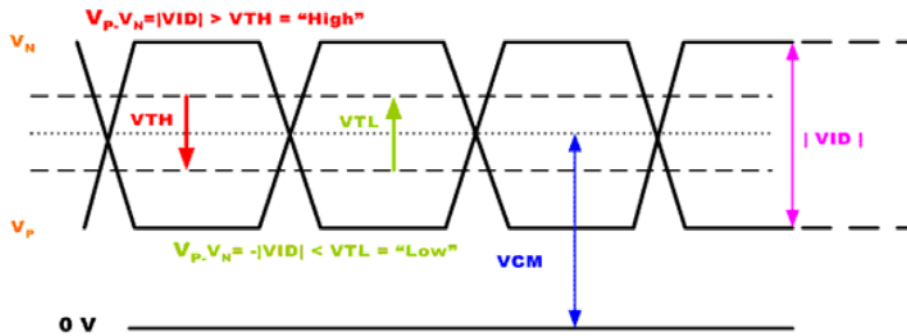 VP-VN=|VID| > VTH = “High”
VN
VTH
VTL
| VID |
VP
VP-VN= -|VID| < VTL = “Low”
VCM
0 V